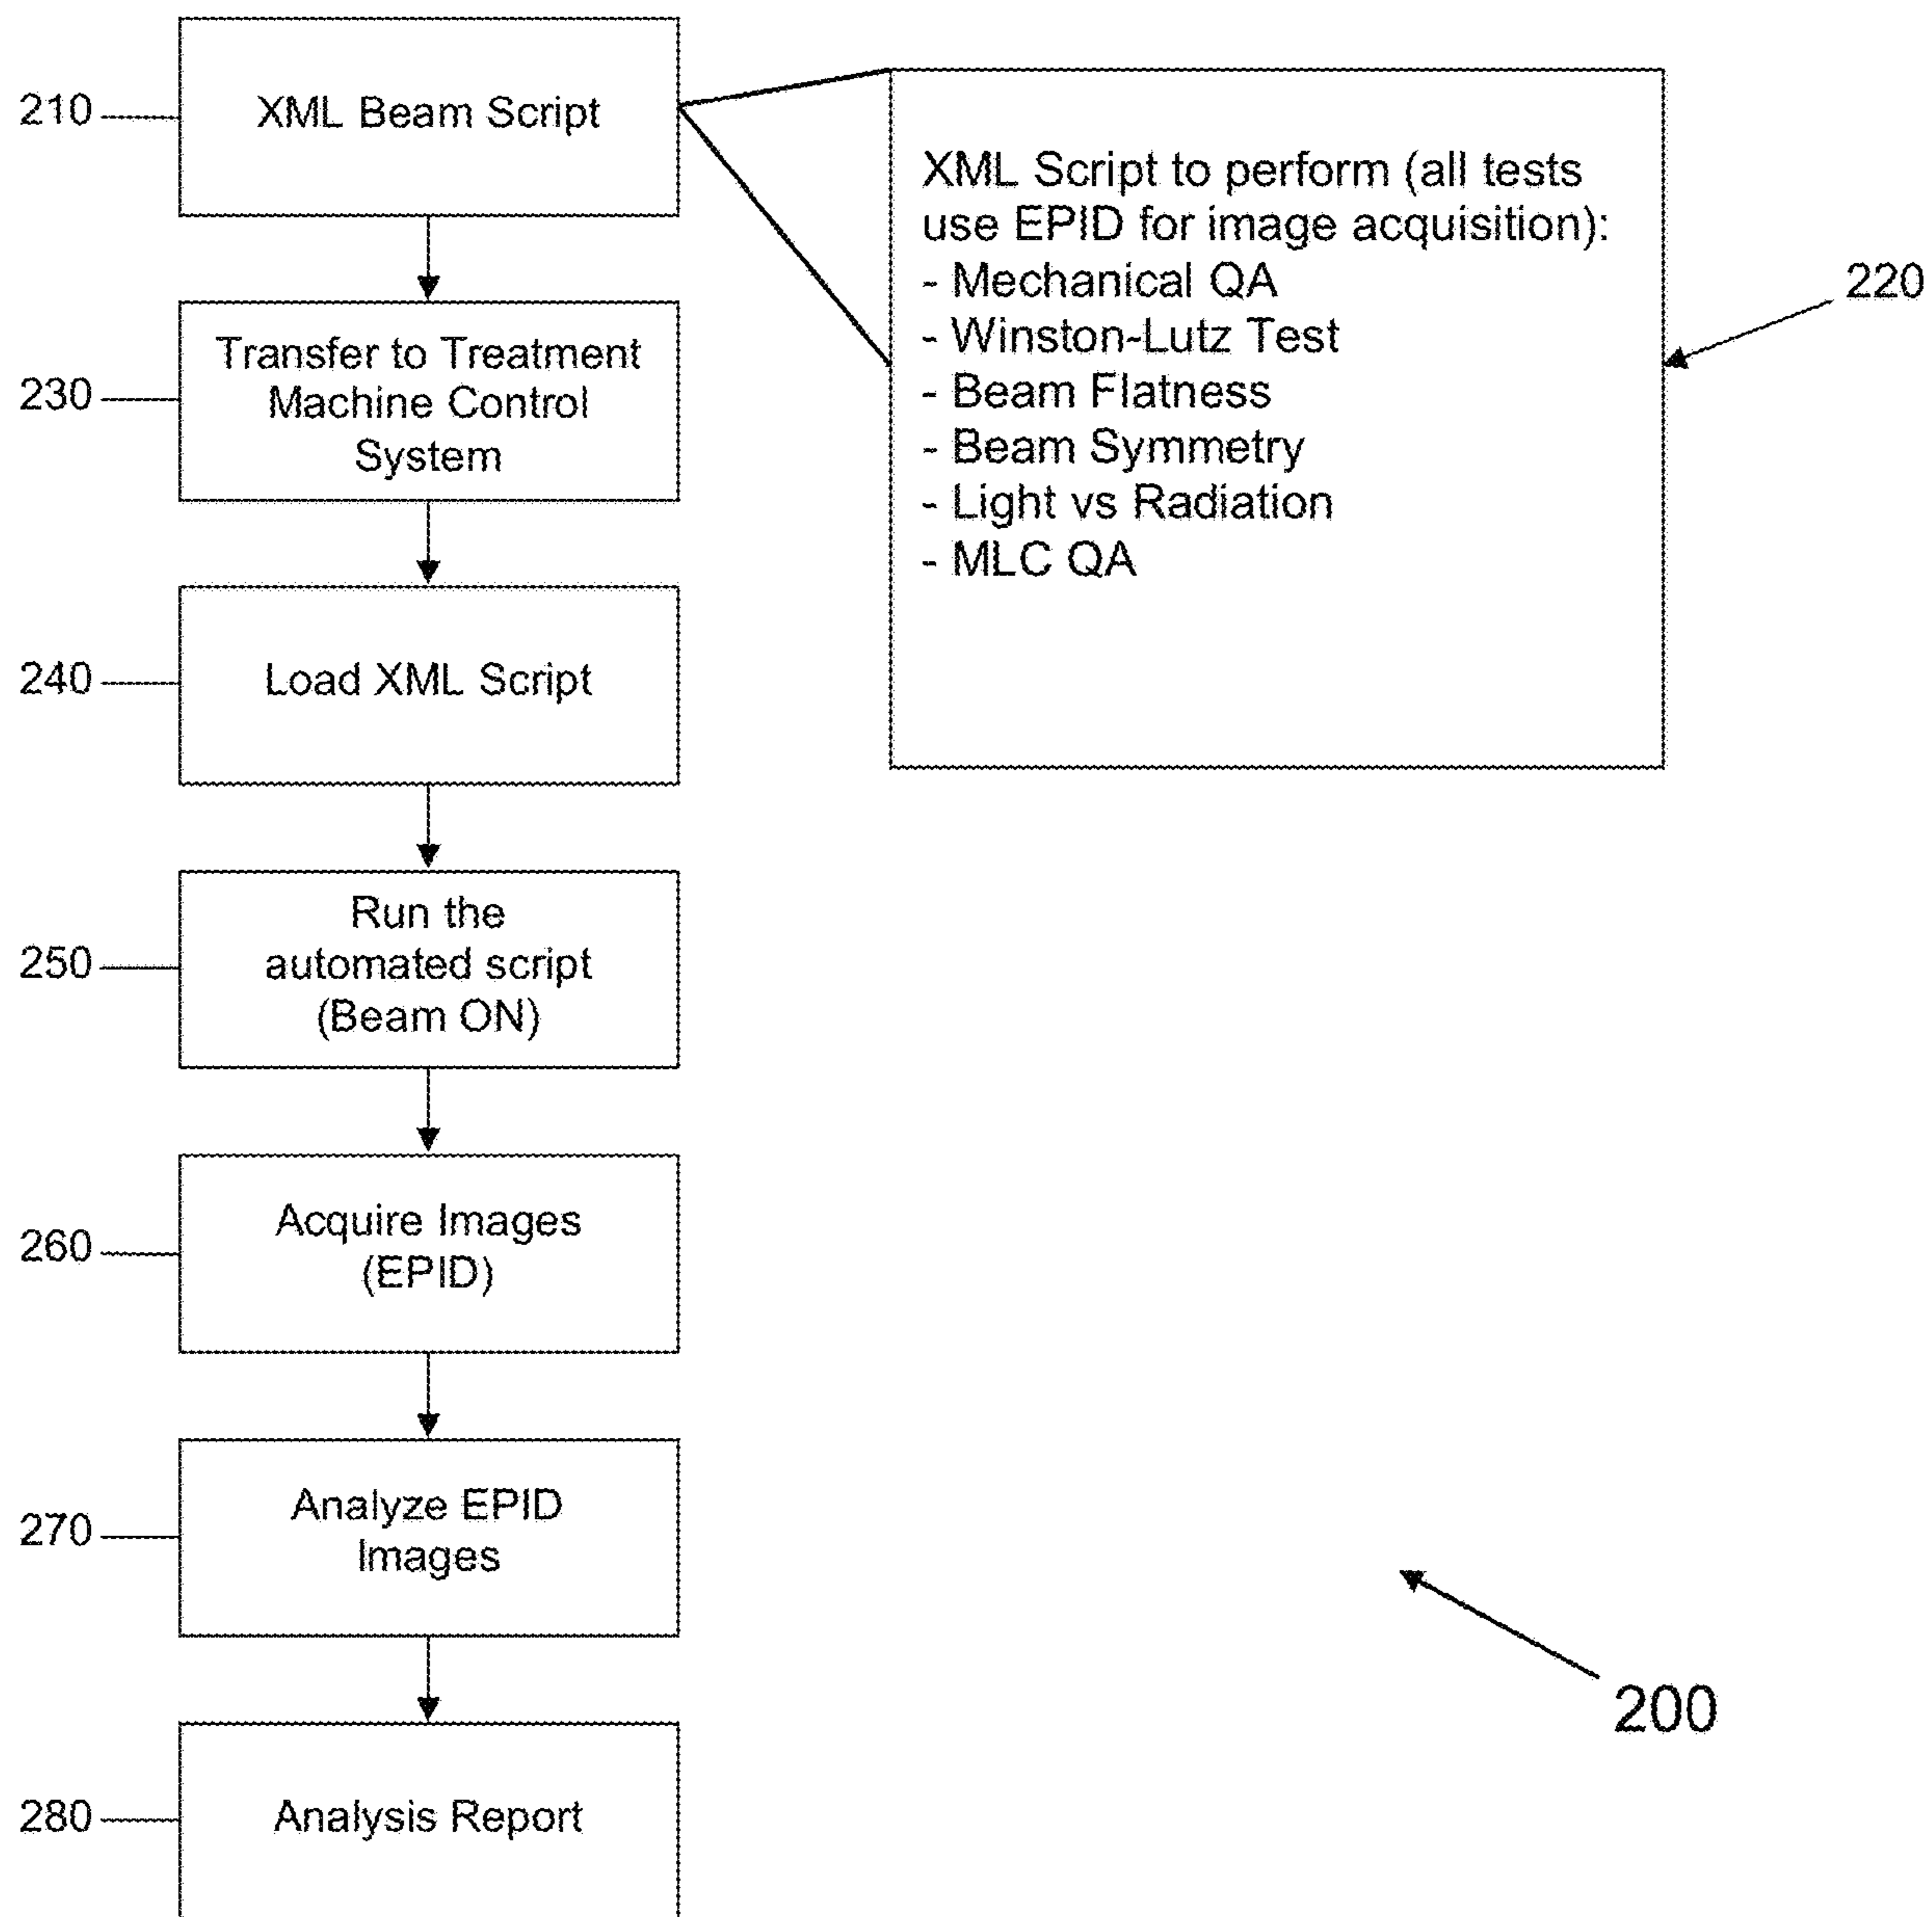 210
XML Beam Script
XML Script to perform (all tests
use EPID for image acquisition):
- Mechanical QA
- Winston-Lutz Test
- Beam Flatness
- Beam Symmetry
- Light vs Radiation
- MLC QA
220
230
Transfer to Treatment
Machine Control
System
240
Load XML Script
250
Run the
automated script
(Beam ON)
260
Acquire Images
(EPID)
270
Analyze EPID
Images
200
280
Analysis Report